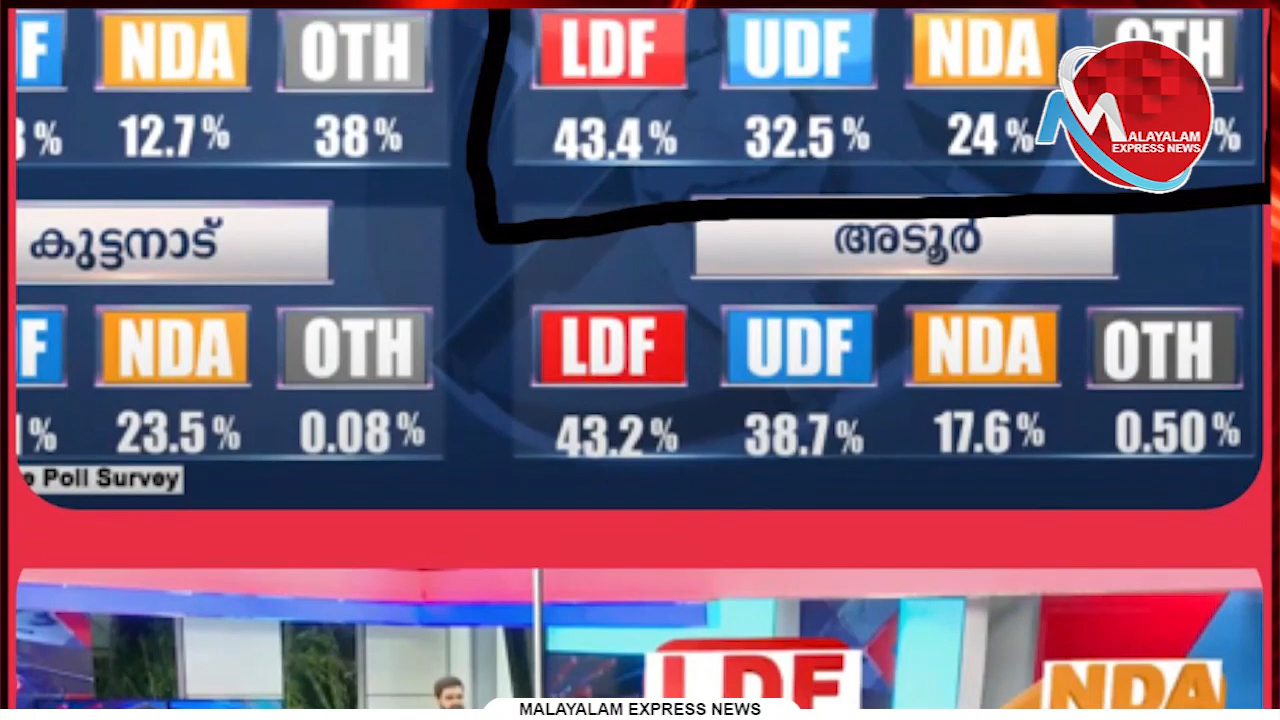 F NDA OTH
% 12.7% 38%
LDF UDF NDA OTH
43.4% 32.5% 24% %
MALAYALAM
EXPRESS NEWS
കുട്ടനാട്
F NDA OTH
% 23.5% 0.08%
അടൂർ
LDF UDF NDA OTH
43.2% 38.7% 17.6% 0.50%
Poll Survey
LDF
NDA
MALAYALAM EXPRESS NEWS